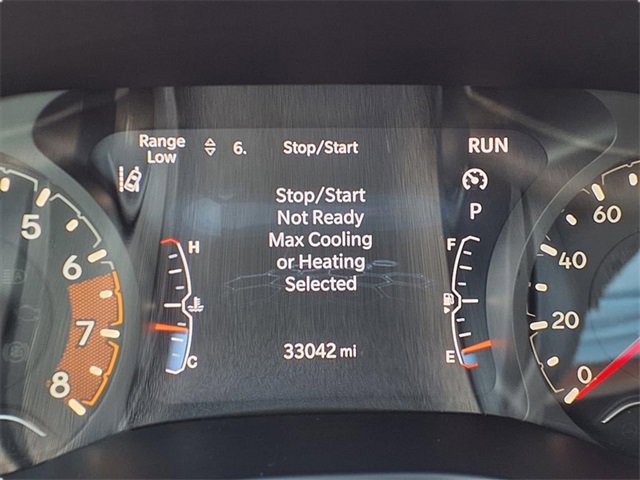 Range
Low
6.
Stop/Start
RUN
Stop/Start
Not Ready
Max Cooling
or Heating
Selected
P
H
C
F
E
33042 mi
5
6
7
8
60
40
20
0